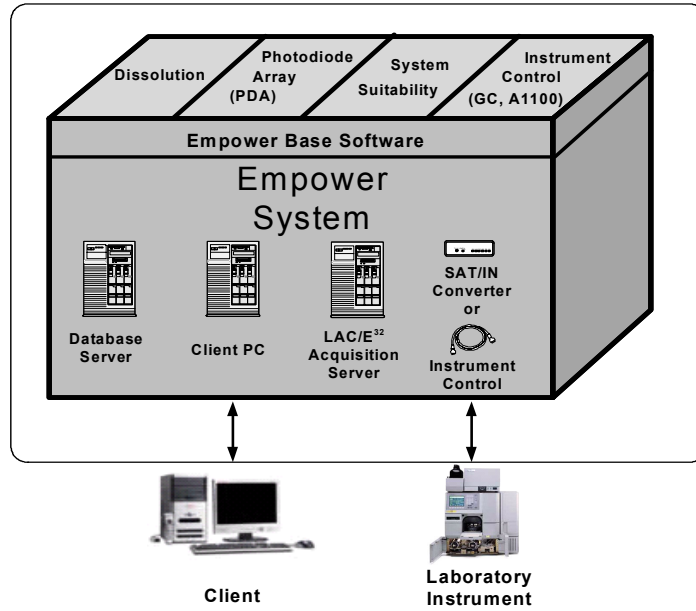 Dissolution
Photodiode
Array
(PDA)
System
Suitability
Instrument
Control
(GC, A1100)
Empower Base Software
Empower
System
Database
Server
Client PC
LAC/E³²
Acquisition
Server
SAT/IN
Converter
or
Instrument
Control
Client
Laboratory
Instrument